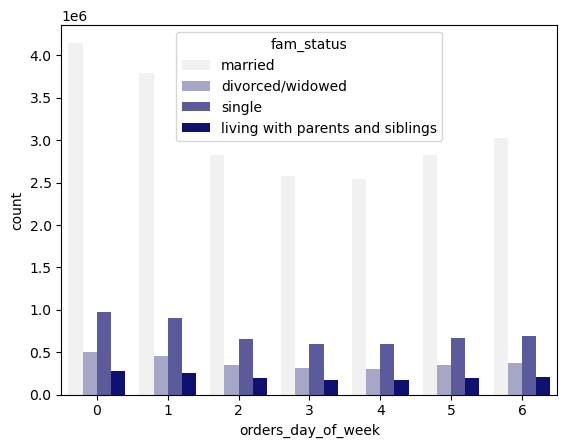 1e6
fam_status
married
divorced/widowed
single
living with parents and siblings
4.0
3.5
3.0
2.5
2.0
1.5
1.0
0.5
0.0
count
0 1 2 3 4 5 6
orders_day_of_week